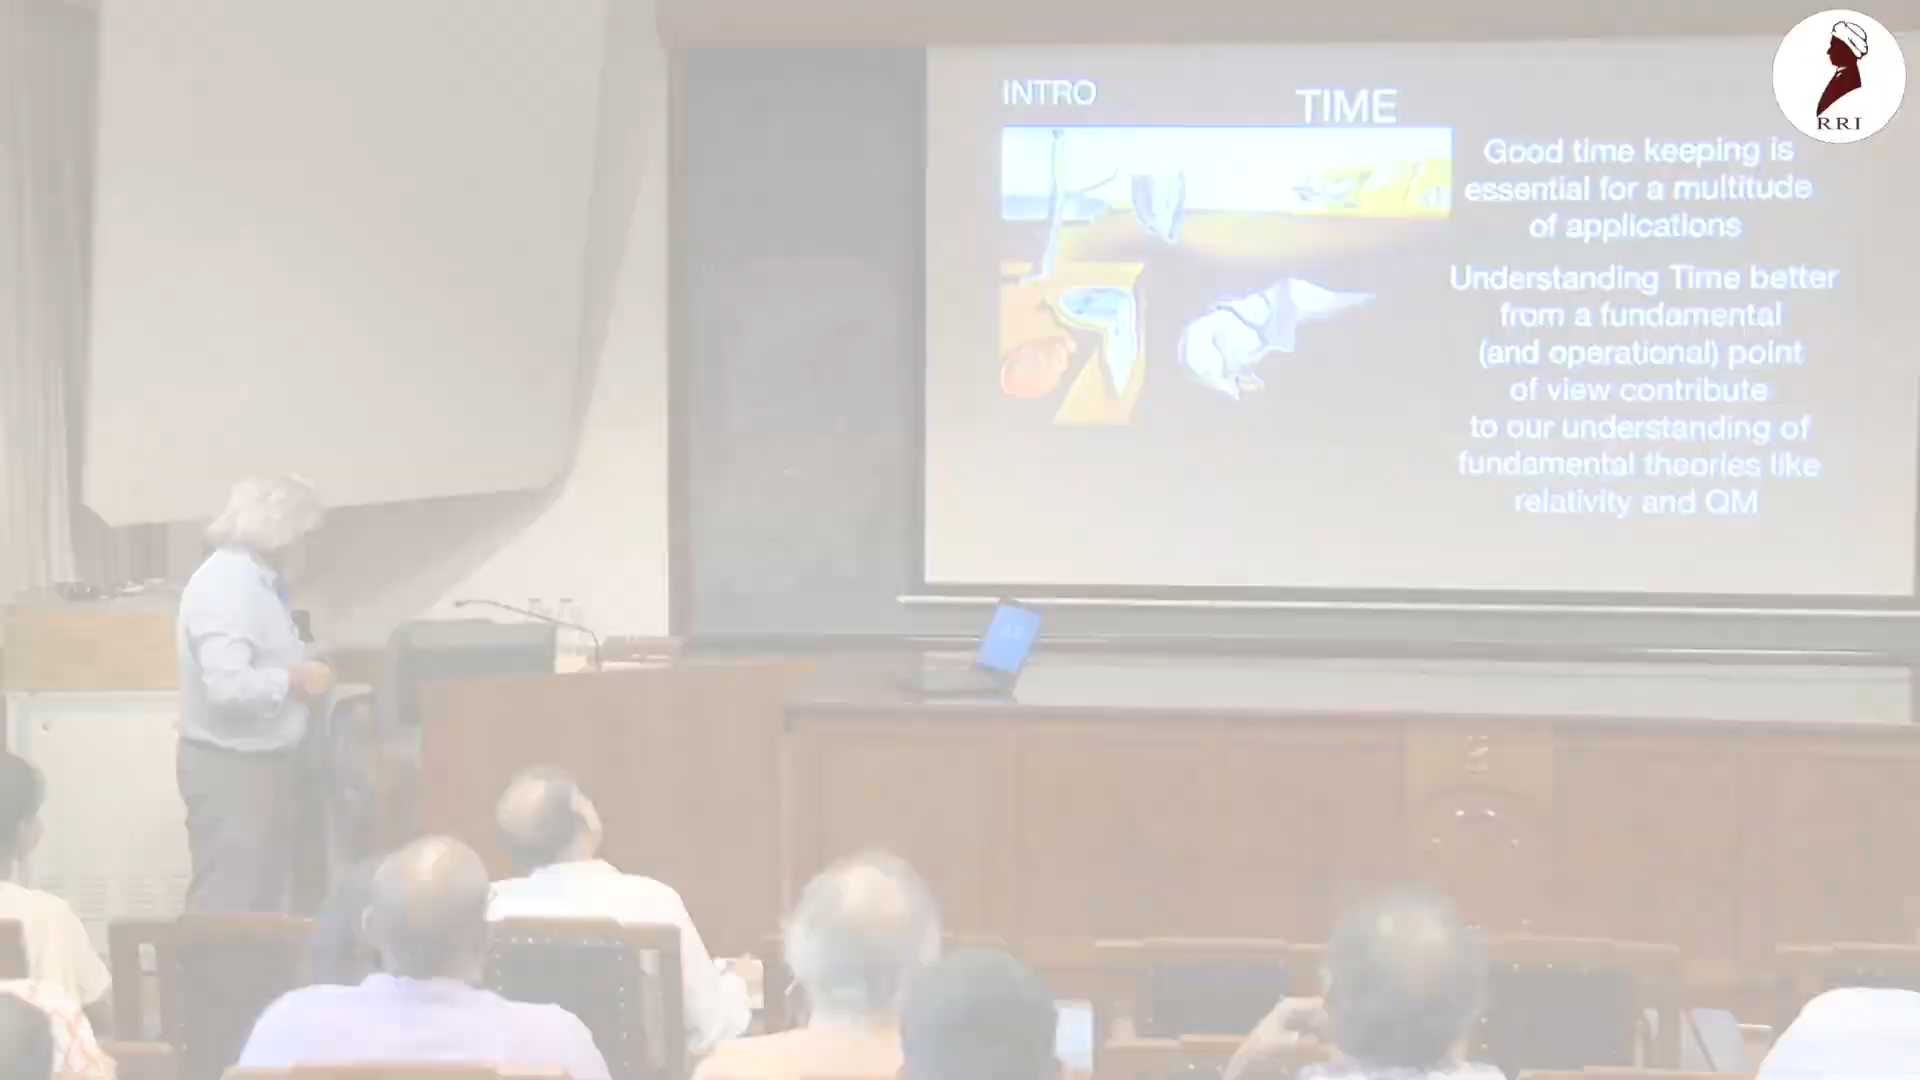 INTRO
TIME
Good time keeping is
essential for a multitude
of applications
Understanding Time better
from a fundamental
(and operational) point
of view contribute
to our understanding of
fundamental theories like
relativity and QM
RRI